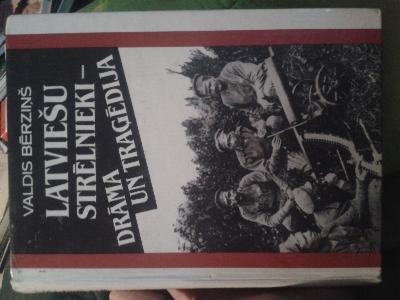 VALDIS BĒRZIŅŠ
LATVIEŠU
STRĒLNIEKI –
DRĀMA
UN TRAĢĒDIJA